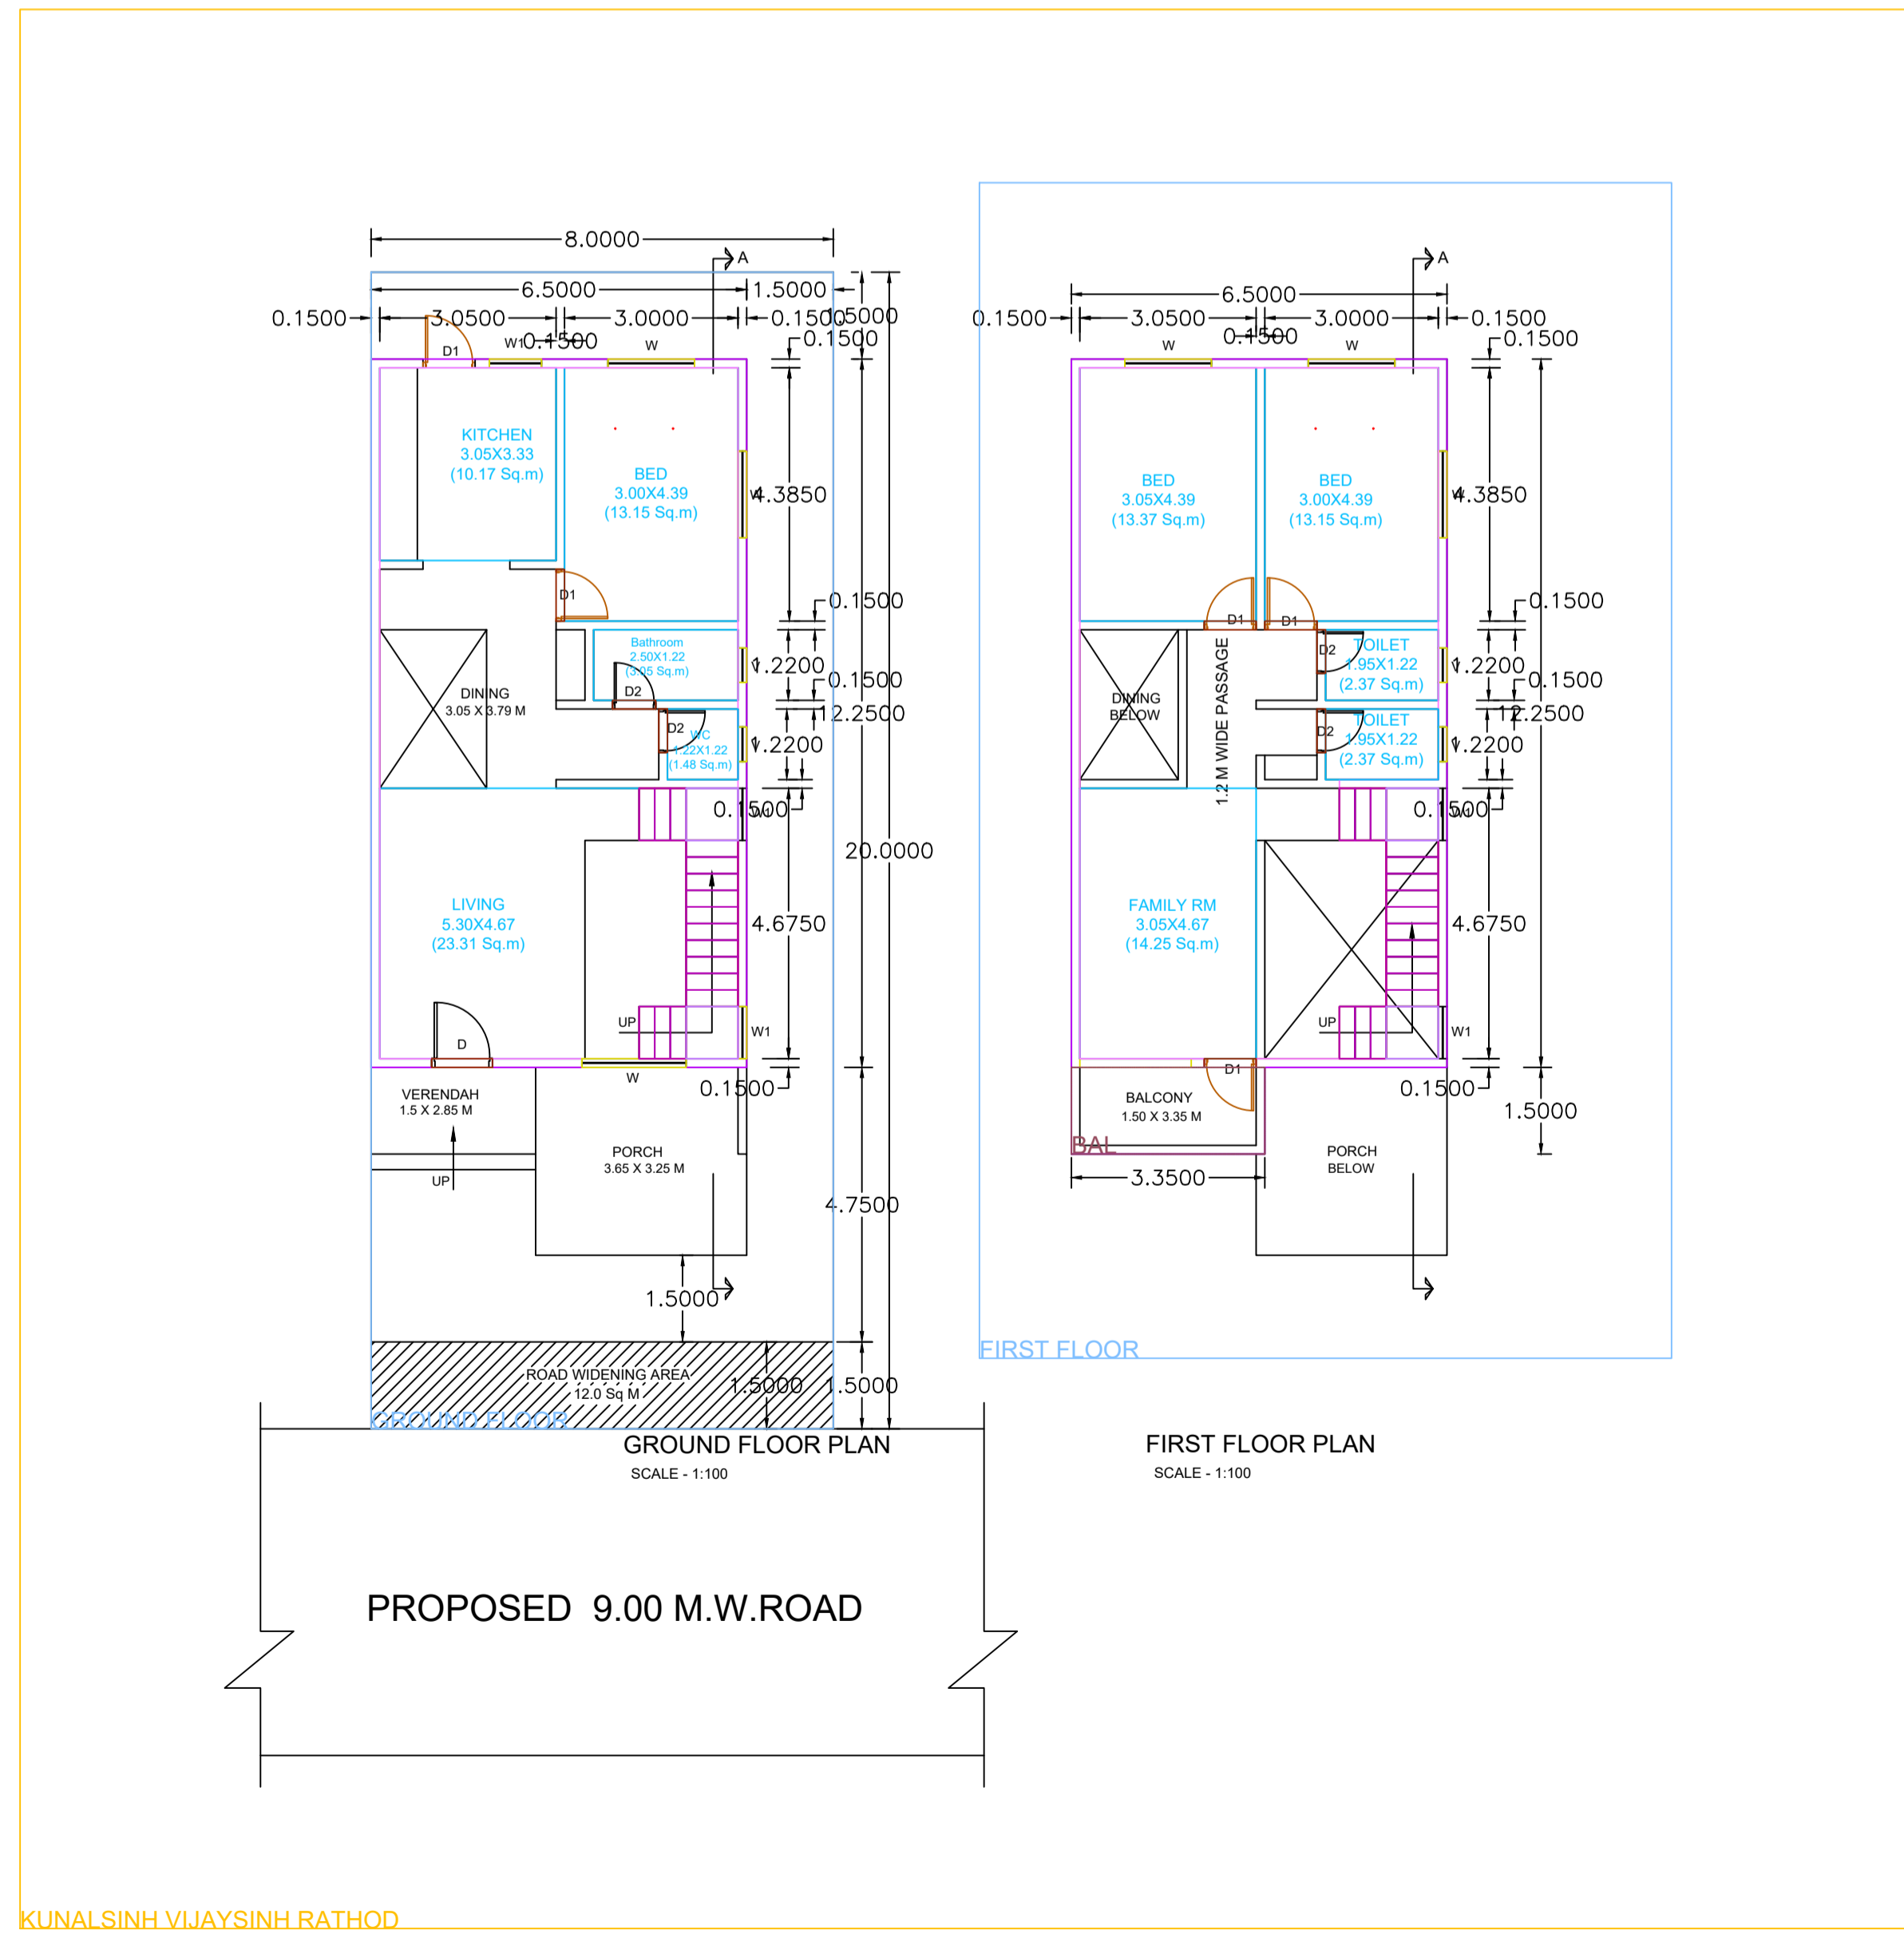 8.0000
A
6.5000
1.5000
0.1500
3.0500
3.0000
0.1500
1.5000
0.1500
0.1500
D1
W1
W
KITCHEN
3.05X3.33
(10.17 Sq.m)
BED
3.00X4.39
(13.15 Sq.m)
W
4.3850
D1
0.1500
Bathroom
2.50X1.22
(3.05 Sq.m)
1.2200
V
D2
0.1500
DINING
3.05 X 3.79 M
12.2500
D2
WC
1.22X1.22
(1.48 Sq.m)
1.2200
V
0.1500
W1
20.0000
LIVING
5.30X4.67
(23.31 Sq.m)
4.6750
UP
D
W1
W
0.1500
VERENDAH
1.5 X 2.85 M
PORCH
3.65 X 3.25 M
UP
4.7500
1.5000
ROAD WIDENING AREA
12.0 Sq M
1.5000
1.5000
GROUND FLOOR
GROUND FLOOR PLAN
SCALE - 1:100
A
6.5000
0.1500
3.0500
3.0000
0.1500
0.1500
0.1500
W
W
BED
3.05X4.39
(13.37 Sq.m)
BED
3.00X4.39
(13.15 Sq.m)
W
4.3850
0.1500
D1
D1
D2
TOILET
1.95X1.22
(2.37 Sq.m)
1.2200
V
0.1500
1.2 M WIDE PASSAGE
DINING
BELOW
12.2500
D2
TOILET
1.95X1.22
(2.37 Sq.m)
1.2200
V
0.1500
W1
FAMILY RM
3.05X4.67
(14.25 Sq.m)
4.6750
UP
W1
D1
0.1500
BALCONY
1.50 X 3.35 M
1.5000
BAL
PORCH
BELOW
3.3500
FIRST FLOOR
FIRST FLOOR PLAN
SCALE - 1:100
PROPOSED 9.00 M.W.ROAD
KUNALSINH VIJAYSINH RATHOD